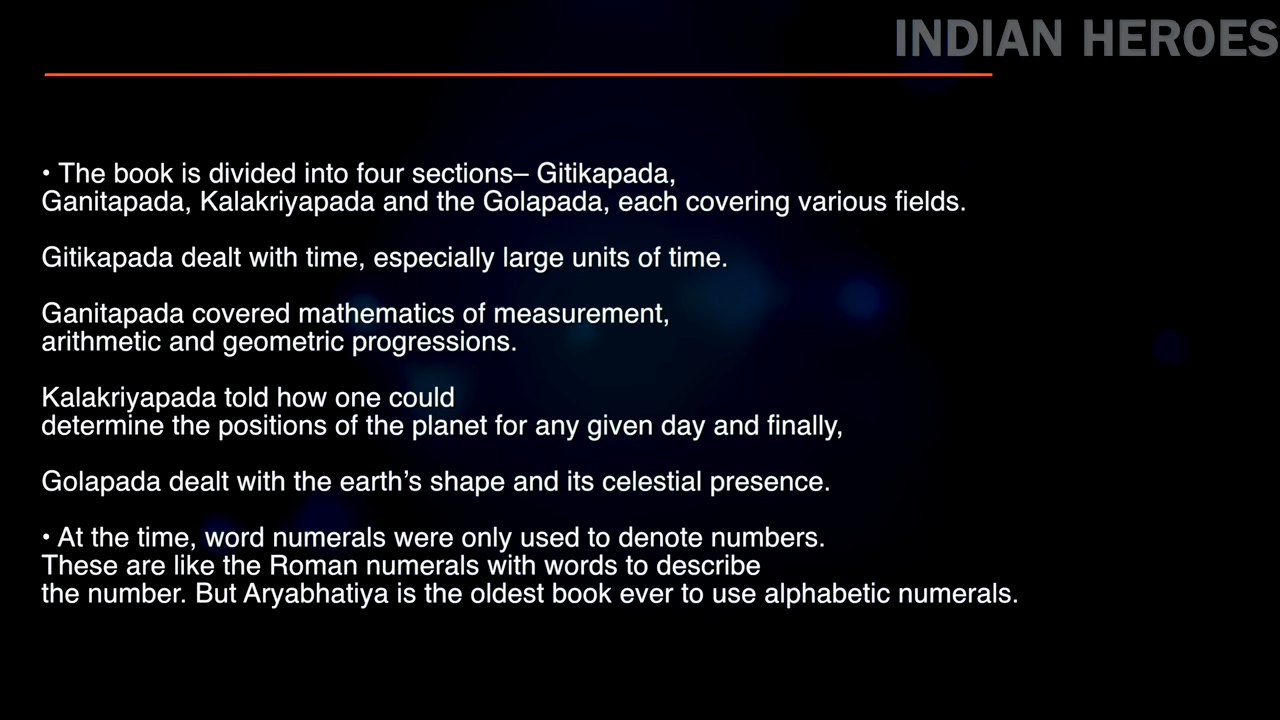 INDIAN HEROES
• The book is divided into four sections– Gitikapada,
Ganitapada, Kalakriyapada and the Golapada, each covering various fields.
Gitikapada dealt with time, especially large units of time.
Ganitapada covered mathematics of measurement,
arithmetic and geometric progressions.
Kalakriyapada told how one could
determine the positions of the planet for any given day and finally,
Golapada dealt with the earth’s shape and its celestial presence.
• At the time, word numerals were only used to denote numbers.
These are like the Roman numerals with words to describe
the number. But Aryabhatiya is the oldest book ever to use alphabetic numerals.